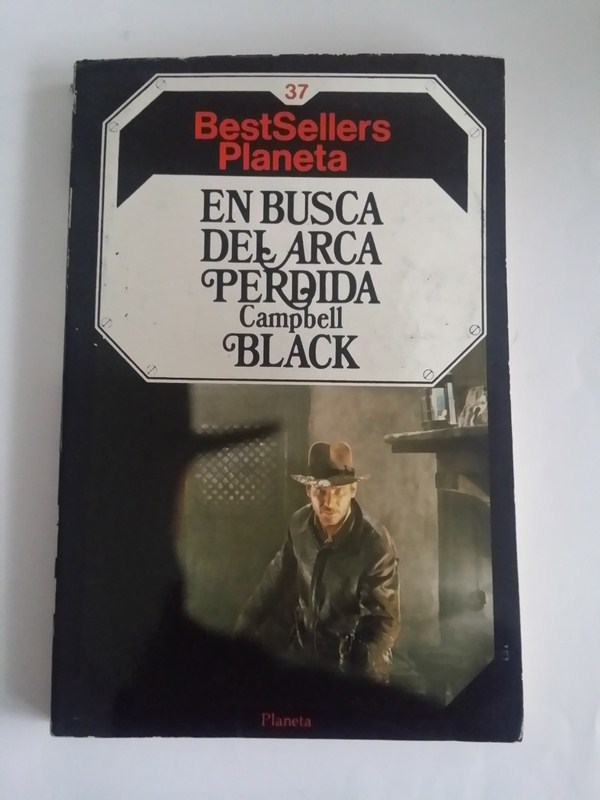 37
BestSellers
Planeta
EN BUSCA
DEL ARCA
PERDIDA
Campbell
BLACK
Planeta